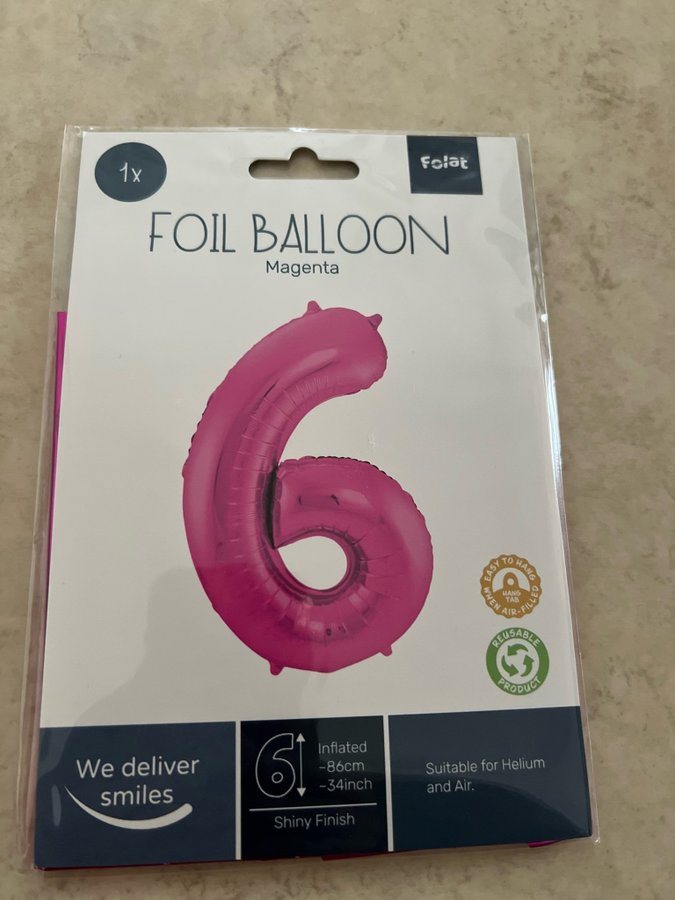 1x
Folat
FOIL BALLOON
Magenta
EASY TO HANG
WHEN AIR-FILLED
HANG
TAB
REUSABLE
PRODUCT
We deliver
smiles
6
Inflated
~86cm
~34inch
Shiny Finish
Suitable for Helium
and Air.